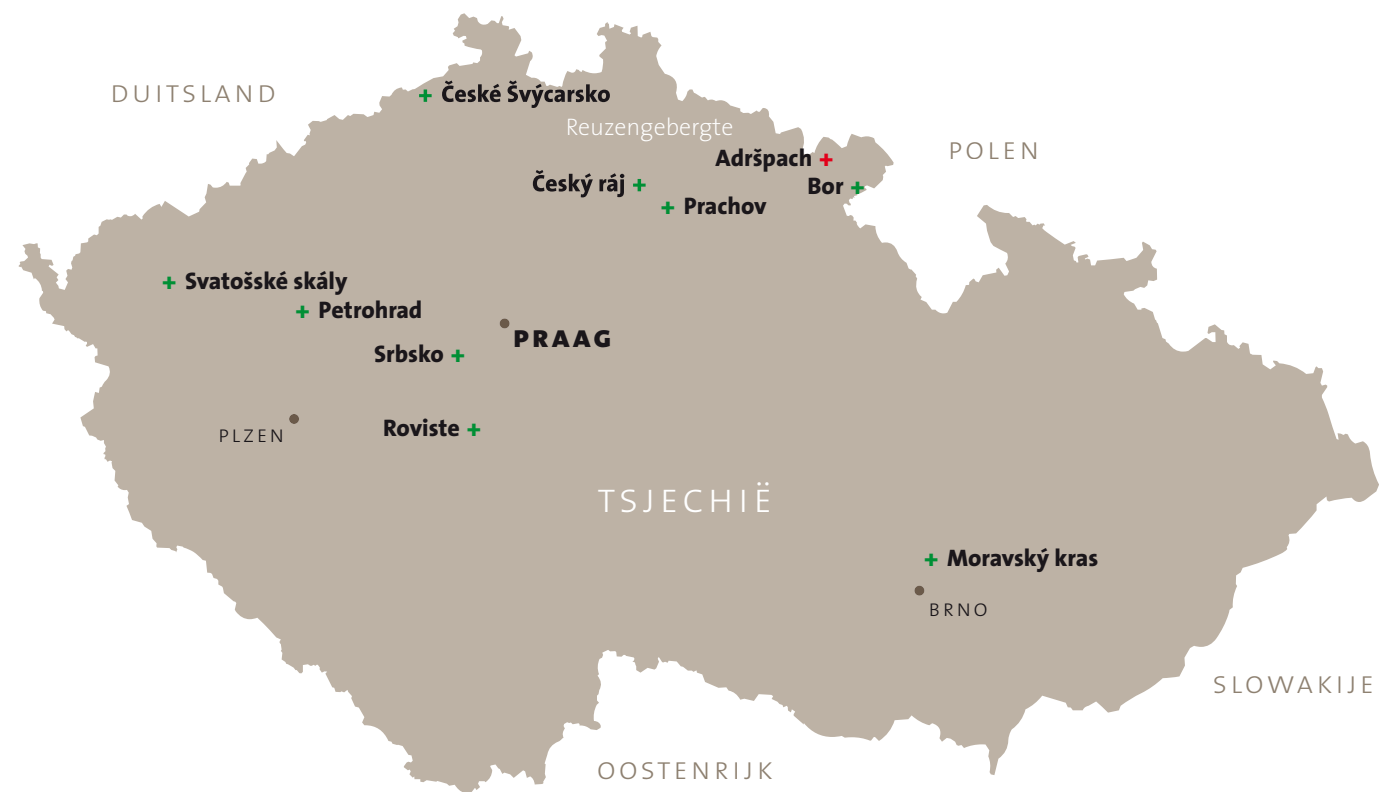 DUITSLAND
České Švýcarsko
Reuzengebergte
POLEN
Adršpach
Český ráj
Bor
Prachov
Svatošské skály
Petrohrad
PRAAG
Srbsko
PLZEN
Roviste
TSJECHIË
Moravský kras
BRNO
SLOWAKIJE
OOSTENRIJK